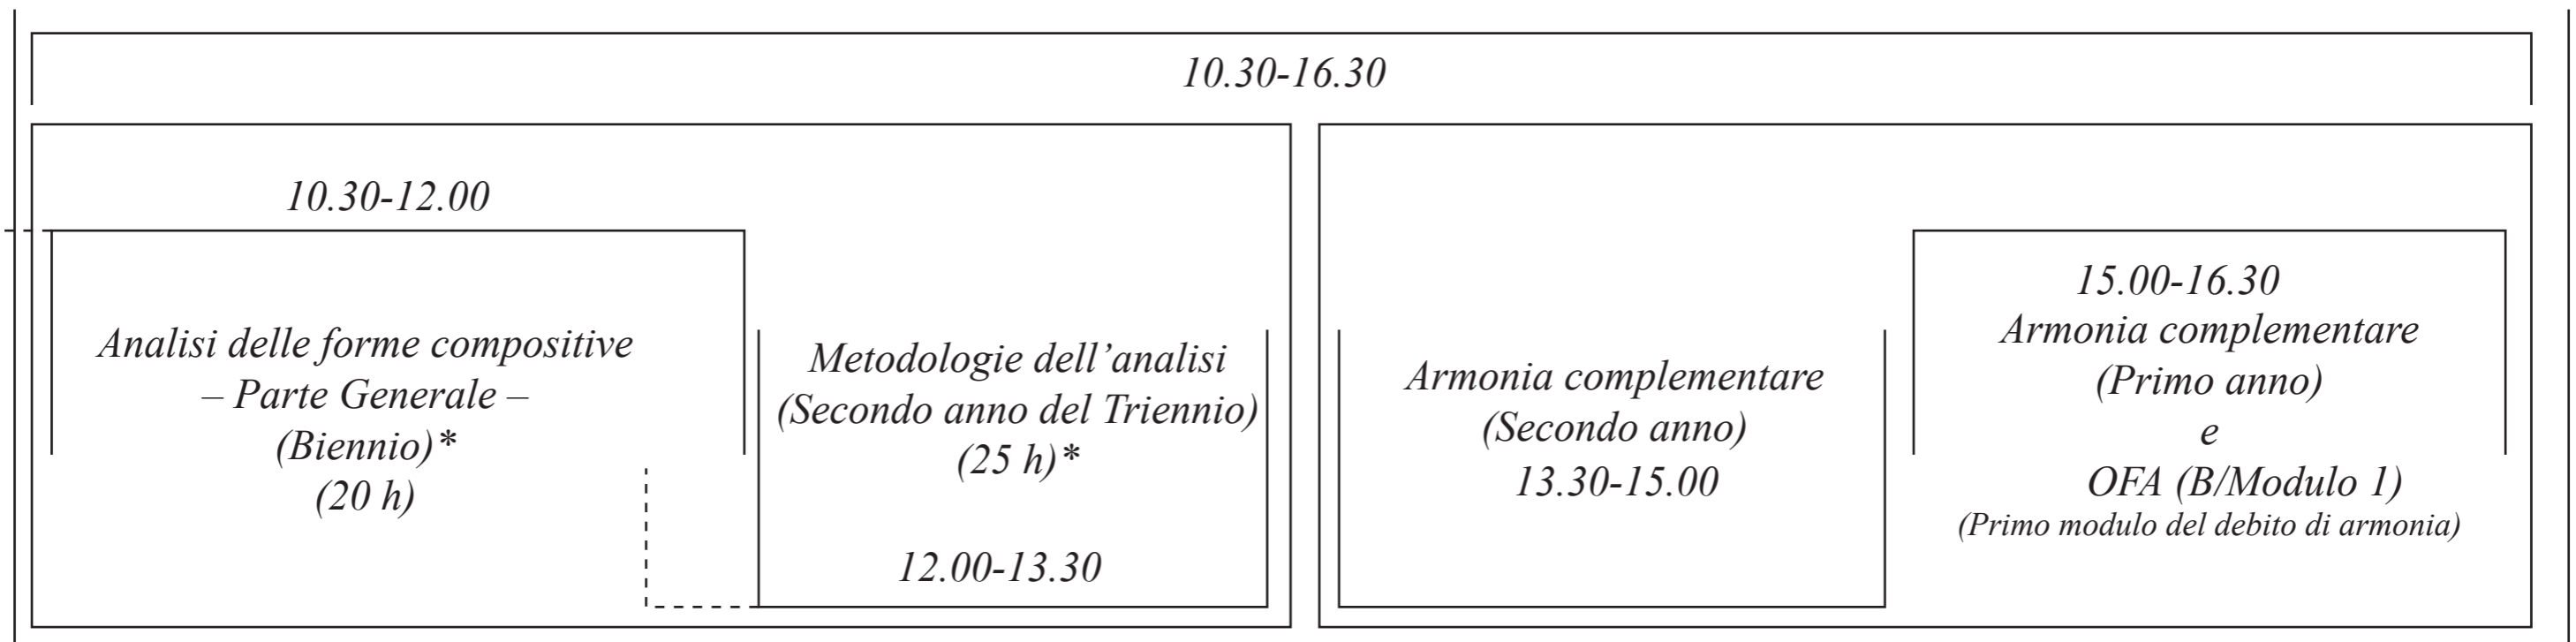 10.30-16.30
10.30-12.00
Analisi delle forme compositive
– Parte Generale –
(Biennio)*
(20 h)
Metodologie dell’analisi
(Secondo anno del Triennio)
(25 h)*
12.00-13.30
Armonia complementare
(Secondo anno)
13.30-15.00
15.00-16.30
Armonia complementare
(Primo anno)
e
OFA (B/Modulo 1)
(Primo modulo del debito di armonia)